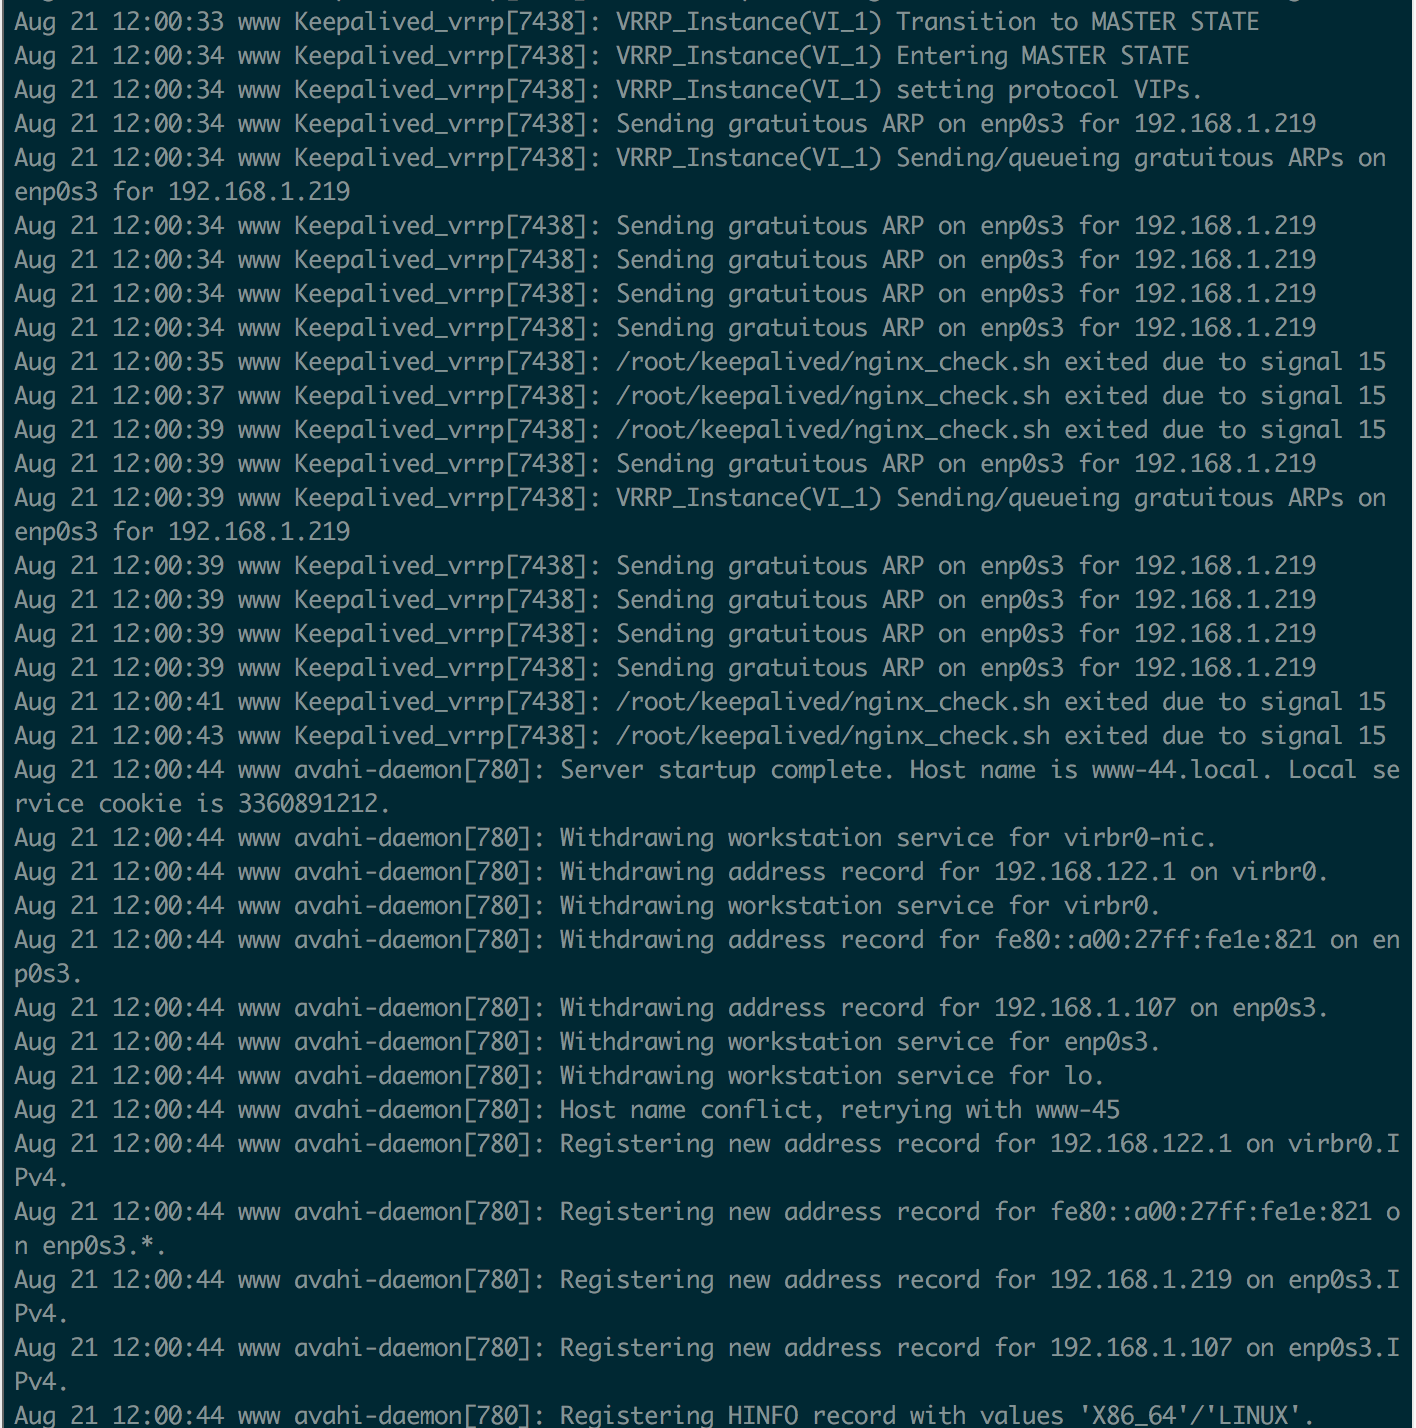 Aug 21 12:00:33 www Keepalived_vrrp[7438]: VRRP_Instance(VI_1) Transition to MASTER STATE
Aug 21 12:00:34 www Keepalived_vrrp[7438]: VRRP_Instance(VI_1) Entering MASTER STATE
Aug 21 12:00:34 www Keepalived_vrrp[7438]: VRRP_Instance(VI_1) setting protocol VIPs.
Aug 21 12:00:34 www Keepalived_vrrp[7438]: Sending gratuitous ARP on enp0s3 for 192.168.1.219
Aug 21 12:00:34 www Keepalived_vrrp[7438]: VRRP_Instance(VI_1) Sending/queueing gratuitous ARPs on
enp0s3 for 192.168.1.219
Aug 21 12:00:34 www Keepalived_vrrp[7438]: Sending gratuitous ARP on enp0s3 for 192.168.1.219
Aug 21 12:00:34 www Keepalived_vrrp[7438]: Sending gratuitous ARP on enp0s3 for 192.168.1.219
Aug 21 12:00:34 www Keepalived_vrrp[7438]: Sending gratuitous ARP on enp0s3 for 192.168.1.219
Aug 21 12:00:34 www Keepalived_vrrp[7438]: Sending gratuitous ARP on enp0s3 for 192.168.1.219
Aug 21 12:00:35 www Keepalived_vrrp[7438]: /root/keepalived/nginx_check.sh exited due to signal 15
Aug 21 12:00:37 www Keepalived_vrrp[7438]: /root/keepalived/nginx_check.sh exited due to signal 15
Aug 21 12:00:39 www Keepalived_vrrp[7438]: /root/keepalived/nginx_check.sh exited due to signal 15
Aug 21 12:00:39 www Keepalived_vrrp[7438]: Sending gratuitous ARP on enp0s3 for 192.168.1.219
Aug 21 12:00:39 www Keepalived_vrrp[7438]: VRRP_Instance(VI_1) Sending/queueing gratuitous ARPs on
enp0s3 for 192.168.1.219
Aug 21 12:00:39 www Keepalived_vrrp[7438]: Sending gratuitous ARP on enp0s3 for 192.168.1.219
Aug 21 12:00:39 www Keepalived_vrrp[7438]: Sending gratuitous ARP on enp0s3 for 192.168.1.219
Aug 21 12:00:39 www Keepalived_vrrp[7438]: Sending gratuitous ARP on enp0s3 for 192.168.1.219
Aug 21 12:00:39 www Keepalived_vrrp[7438]: Sending gratuitous ARP on enp0s3 for 192.168.1.219
Aug 21 12:00:41 www Keepalived_vrrp[7438]: /root/keepalived/nginx_check.sh exited due to signal 15
Aug 21 12:00:43 www Keepalived_vrrp[7438]: /root/keepalived/nginx_check.sh exited due to signal 15
Aug 21 12:00:44 www avahi-daemon[780]: Server startup complete. Host name is www-44.local. Local se
rvice cookie is 3360891212.
Aug 21 12:00:44 www avahi-daemon[780]: Withdrawing workstation service for virbr0-nic.
Aug 21 12:00:44 www avahi-daemon[780]: Withdrawing address record for 192.168.122.1 on virbr0.
Aug 21 12:00:44 www avahi-daemon[780]: Withdrawing workstation service for virbr0.
Aug 21 12:00:44 www avahi-daemon[780]: Withdrawing address record for fe80::a00:27ff:fe1e:821 on en
p0s3.
Aug 21 12:00:44 www avahi-daemon[780]: Withdrawing address record for 192.168.1.107 on enp0s3.
Aug 21 12:00:44 www avahi-daemon[780]: Withdrawing workstation service for enp0s3.
Aug 21 12:00:44 www avahi-daemon[780]: Withdrawing workstation service for lo.
Aug 21 12:00:44 www avahi-daemon[780]: Host name conflict, retrying with www-45
Aug 21 12:00:44 www avahi-daemon[780]: Registering new address record for 192.168.122.1 on virbr0.I
Pv4.
Aug 21 12:00:44 www avahi-daemon[780]: Registering new address record for fe80::a00:27ff:fe1e:821 o
n enp0s3.*.
Aug 21 12:00:44 www avahi-daemon[780]: Registering new address record for 192.168.1.219 on enp0s3.I
Pv4.
Aug 21 12:00:44 www avahi-daemon[780]: Registering new address record for 192.168.1.107 on enp0s3.I
Pv4.
Aug 21 12:00:44 www avahi-daemon[780]: Registering HINFO record with values 'X86_64'/'LINUX'.